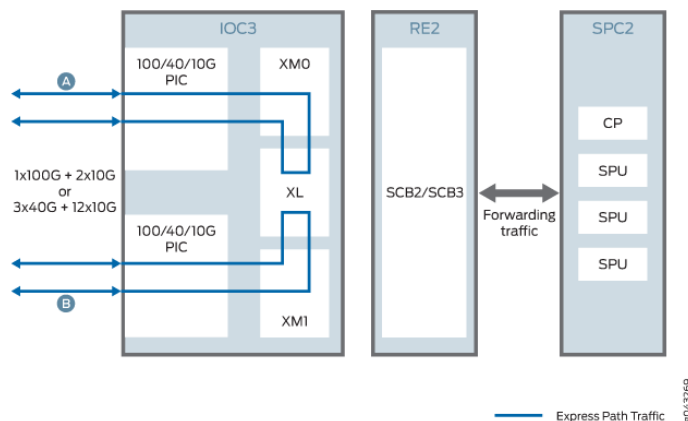 IOC3
RE2
SPC2
100/40/10G
PIC
XM0
A
CP
SPU
1x100G + 2x10G
or
3x40G + 12x10G
XL
SCB2/SCB3
Forwarding
traffic
SPU
100/40/10G
PIC
SPU
B
XM1
Express Path Traffic
g043269